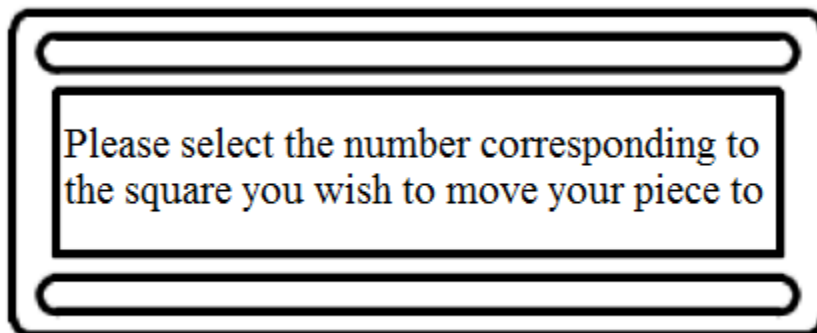 Please select the number corresponding to
the square you wish to move your piece to